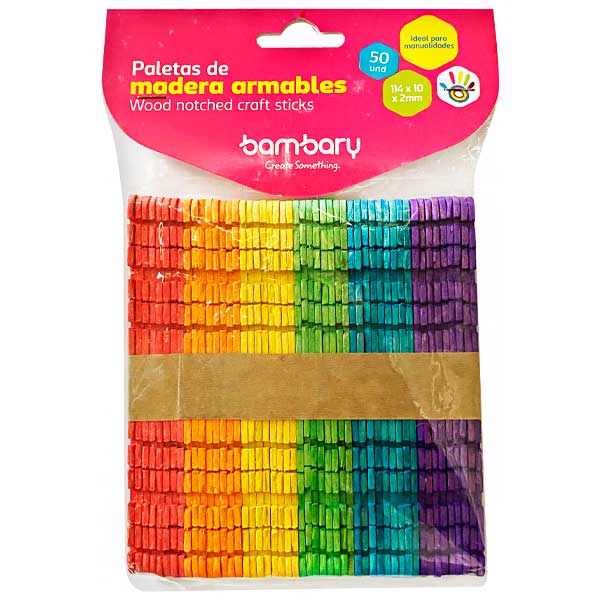 Paletas de
madera armables
Wood notched craft sticks
50
und
Ideal para
manualidades
114 x 10
x 2mm
bambary
Create Something.